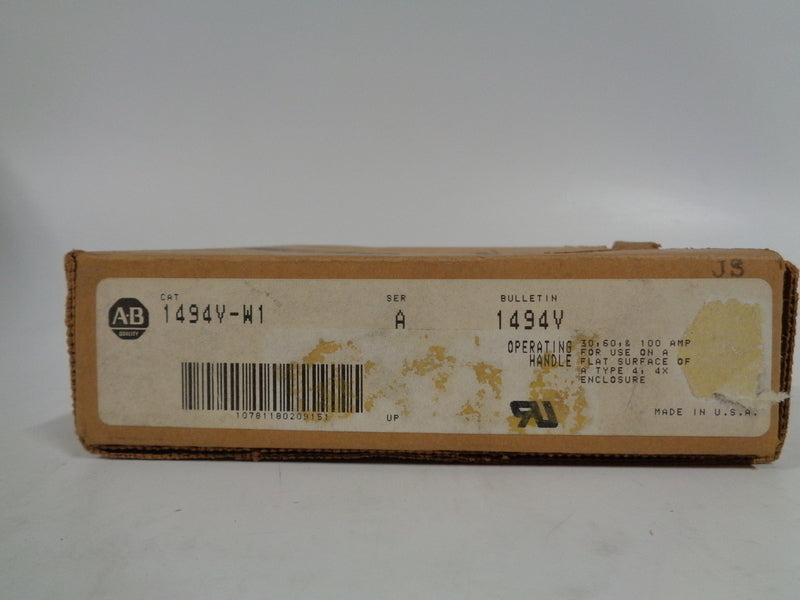 JS
CAT
SER
BULLETIN
A-B
QUALITY
1494V-W1
A
1494V
OPERATING
HANDLE
30,60,& 100 AMP
FOR USE ON A
FLAT SURFACE OF
A TYPE 4, 4X
ENCLOSURE
10781180209151
UP
RU
MADE IN U.S.A.